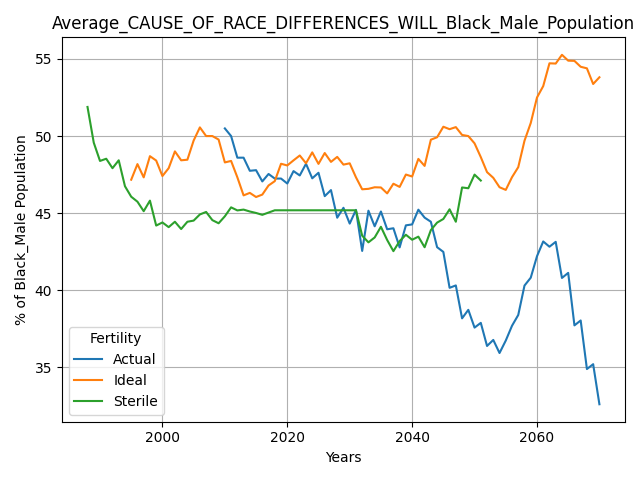 Average_CAUSE_OF_RACE_DIFFERENCES_WILL_Black_Male_Population
% of Black_Male Population
55
50
45
40
35
Fertility
Actual
Ideal
Sterile
2000
2020
2040
2060
Years